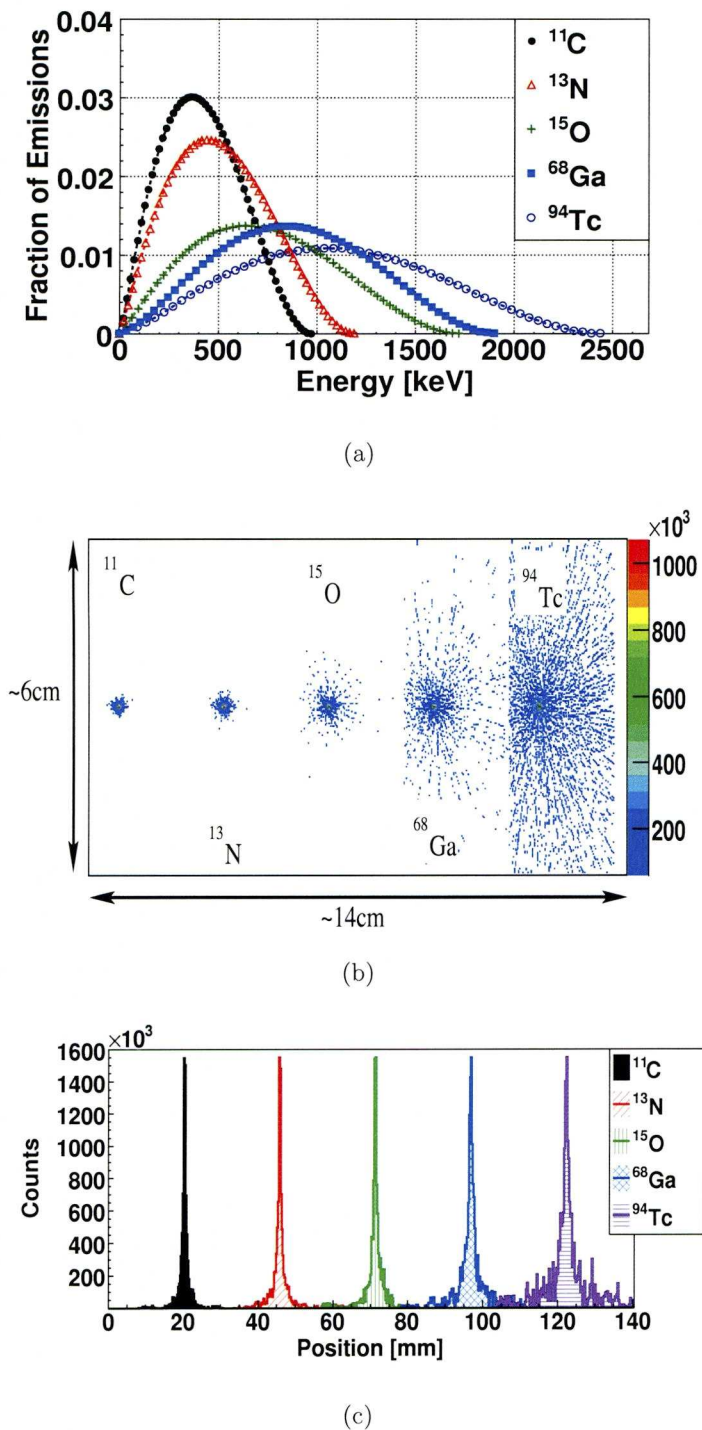 0.04
0.03
0.02
0.01
0
Fraction of Emissions
¹¹C
¹³N
¹⁵O
⁶⁸Ga
⁹⁴Tc
0 500 1000 1500 2000 2500
Energy [keV]
(a)
×10³
1000
800
600
400
200
¹¹C
¹⁵O
⁹⁴Tc
~6cm
¹³N
⁶⁸Ga
~14cm
(b)
×10³
1600
1400
1200
1000
800
600
400
200
Counts
¹¹C
¹³N
¹⁵O
⁶⁸Ga
⁹⁴Tc
0 20 40 60 80 100 120 140
Position [mm]
(c)